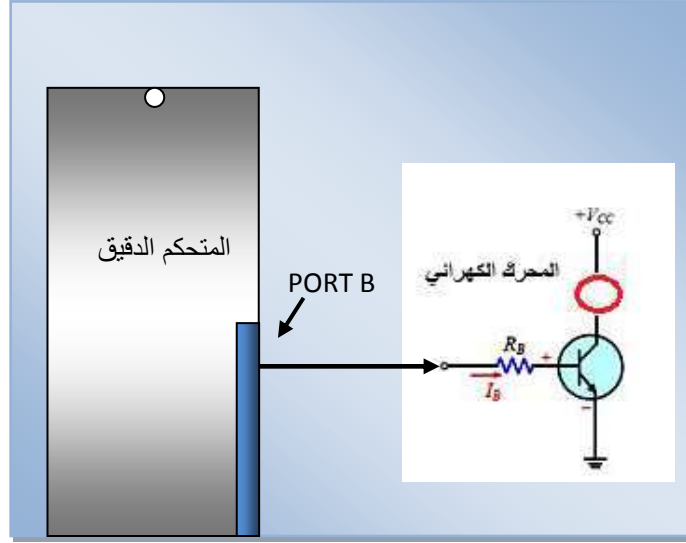 +VCC
المتحكم الدقيق
المحرك الكهرائي
PORT B
RB
+
IB
−